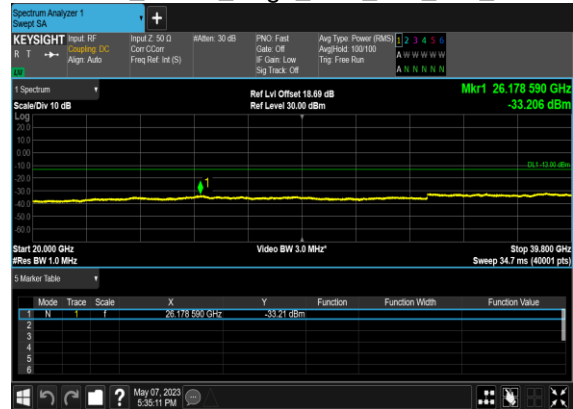 Spectrum Analyzer 1
Swept SA
+
KEYSIGHT Input: RF Input Z: 50 Ω #Atten: 30 dB PNO: Fast Avg Type: Power (RMS) 1 2 3 4 5 6
R T Coupling: DC Corr CCorr Gate: Off Avg|Hold: 100/100 A W W W W W
Align: Auto Freq Ref: Int (S) IF Gain: Low Trig: Free Run
LW Sig Track: Off A N N N N N
1 Spectrum Ref Lvl Offset 18.69 dB Mkr1 26.178 590 GHz
Scale/Div 10 dB Ref Level 30.00 dBm -33.206 dBm
Log
20.0
10.0
0.00
-10.0 DL1 -13.00 dBm
-20.0
-30.0 1
-40.0
-50.0
-60.0
Start 20.000 GHz Video BW 3.0 MHz* Stop 39.800 GHz
#Res BW 1.0 MHz Sweep 34.7 ms (40001 pts)
5 Marker Table
Mode Trace Scale X Y Function Function Width Function Value
1 N 1 f 26.178 590 GHz -33.21 dBm
2
3
4
5
6
? May 07, 2023
5:35:11 PM